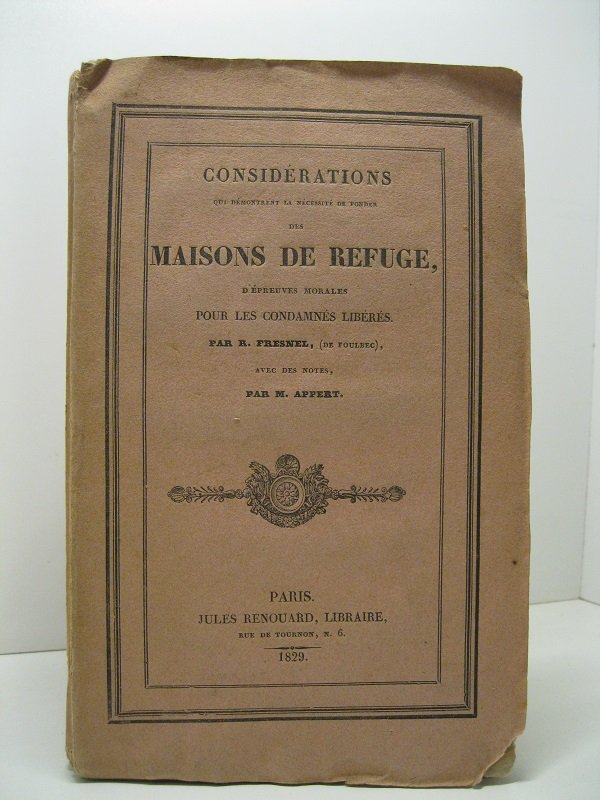 CONSIDÉRATIONS
QUI DÉMONTRENT LA NÉCESSITÉ DE FONDER
DES
MAISONS DE REFUGE,
D'ÉPREUVES MORALES
POUR LES CONDAMNÉS LIBÉRÉS.
PAR R. FRESNEL, (DE FOULBEC),
AVEC DES NOTES,
PAR M. APPERT.
PARIS.
JULES RENOUARD, LIBRAIRE,
RUE DE TOURNON, N. 6.
1829.